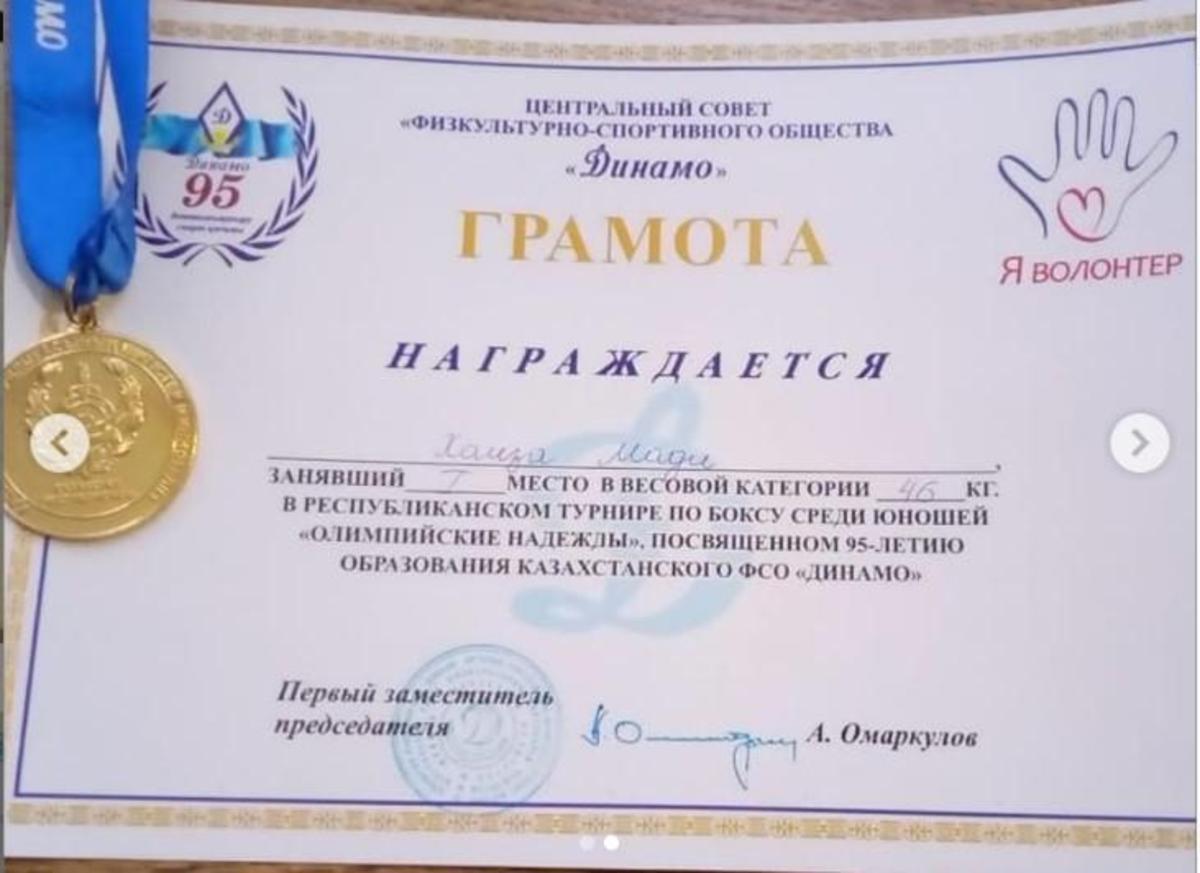 МО
Динамо
95
ЦЕНТРАЛЬНЫЙ СОВЕТ
«ФИЗКУЛЬТУРНО-СПОРТИВНОГО ОБЩЕСТВА
«Динамо»
ГРАМОТА
Я ВОЛОНТЕР
НАГРАЖДАЕТСЯ
Мади,
ЗАНЯВШИЙ I МЕСТО В ВЕСОВОЙ КАТЕГОРИИ 46 КГ.
В РЕСПУБЛИКАНСКОМ ТУРНИРЕ ПО БОКСУ СРЕДИ ЮНОШЕЙ
«ОЛИМПИЙСКИЕ НАДЕЖДЫ», ПОСВЯЩЕННОМ 95-ЛЕТИЮ
ОБРАЗОВАНИЯ КАЗАХСТАНСКОГО ФСО «ДИНАМО»
Первый заместитель
председателя
А. Омаркулов